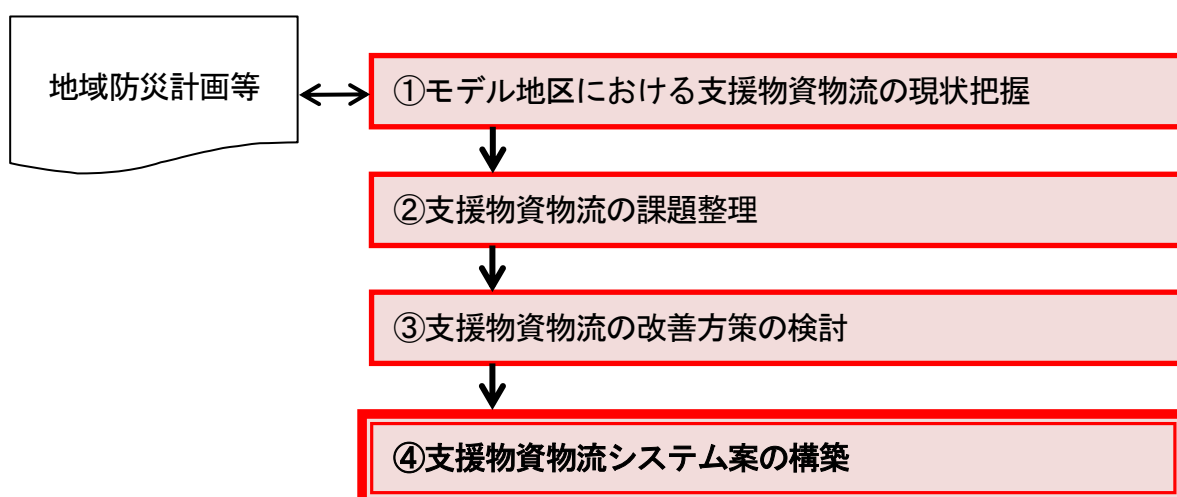 地域防災計画等
①モデル地区における支援物資物流の現状把握
②支援物資物流の課題整理
③支援物資物流の改善方策の検討
④支援物資物流システム案の構築